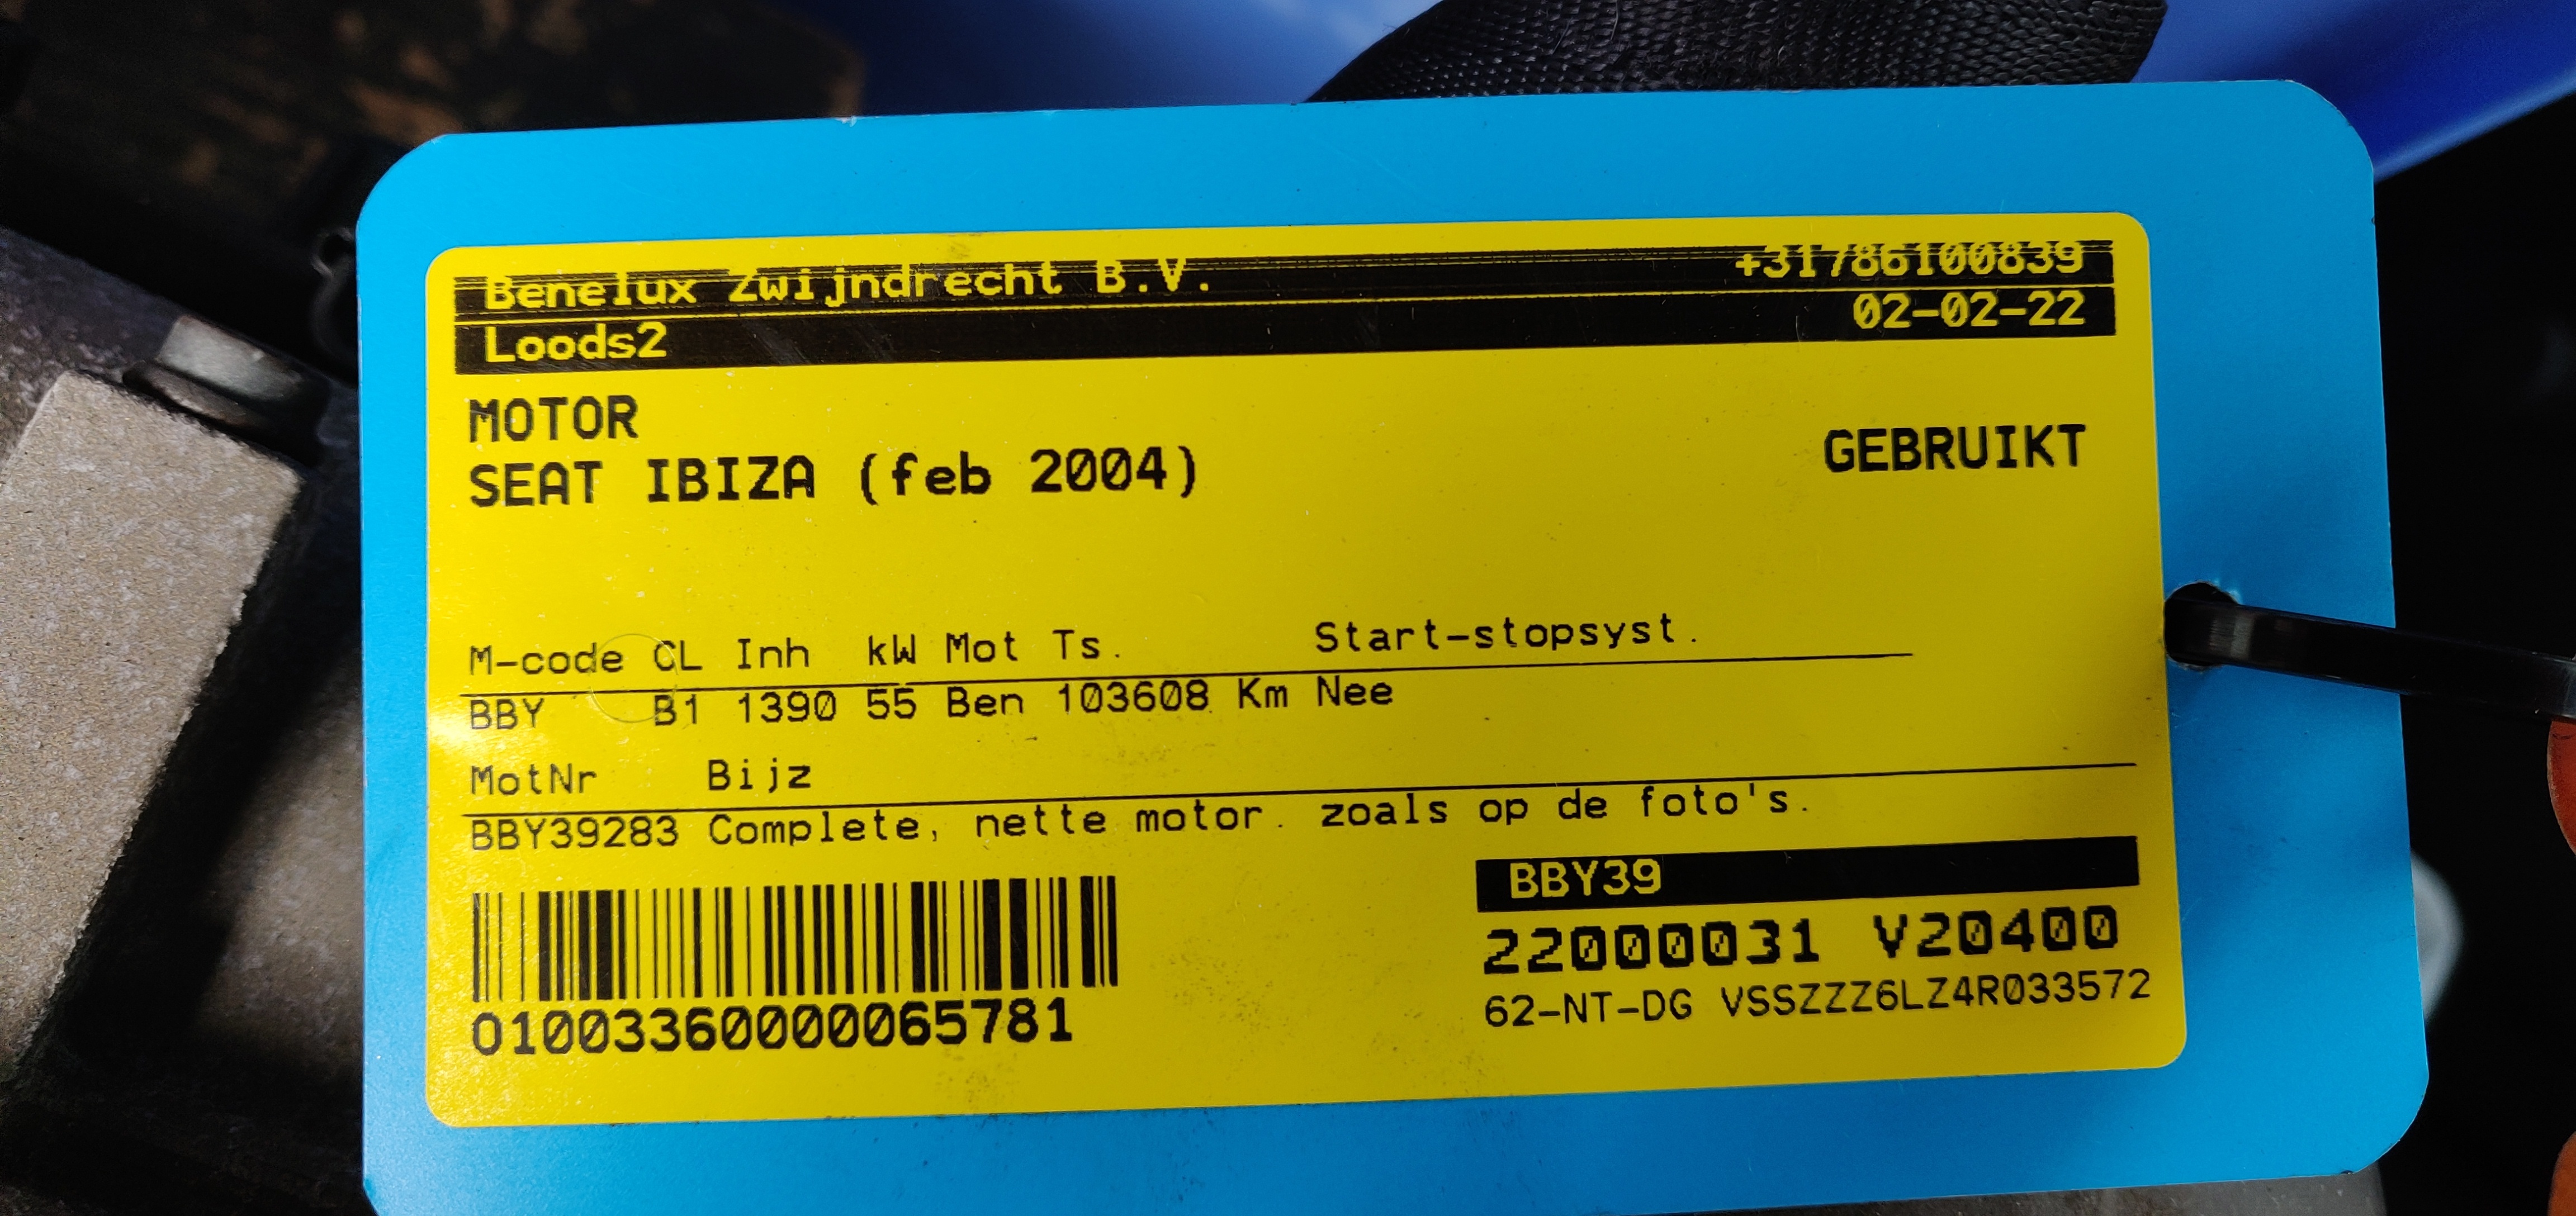 Benelux Zwijndrecht B.V. +31786100839
Loods2 02-02-22
MOTOR
SEAT IBIZA (feb 2004) GEBRUIKT
M-code CL Inh kW Mot Ts. Start-stopsyst.
BBY B1 1390 55 Ben 103608 Km Nee
MotNr Bijz
BBY39283 Complete, nette motor. zoals op de foto's.
BBY39
22000031 V20400
62-NT-DG VSSZZZ6LZ4R033572
01003360000065781